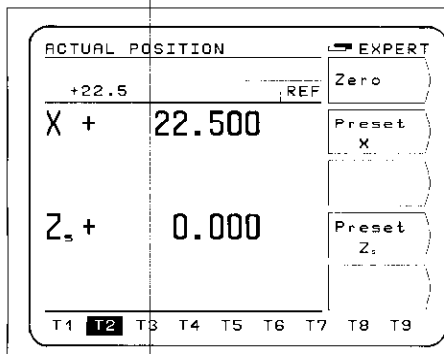 ACTUAL POSITION EXPERT
+22.5 REF Zero
X + 22.500 Preset X
Zs + 0.000 Preset Zs
T1 T2 T3 T4 T5 T6 T7 T8 T9